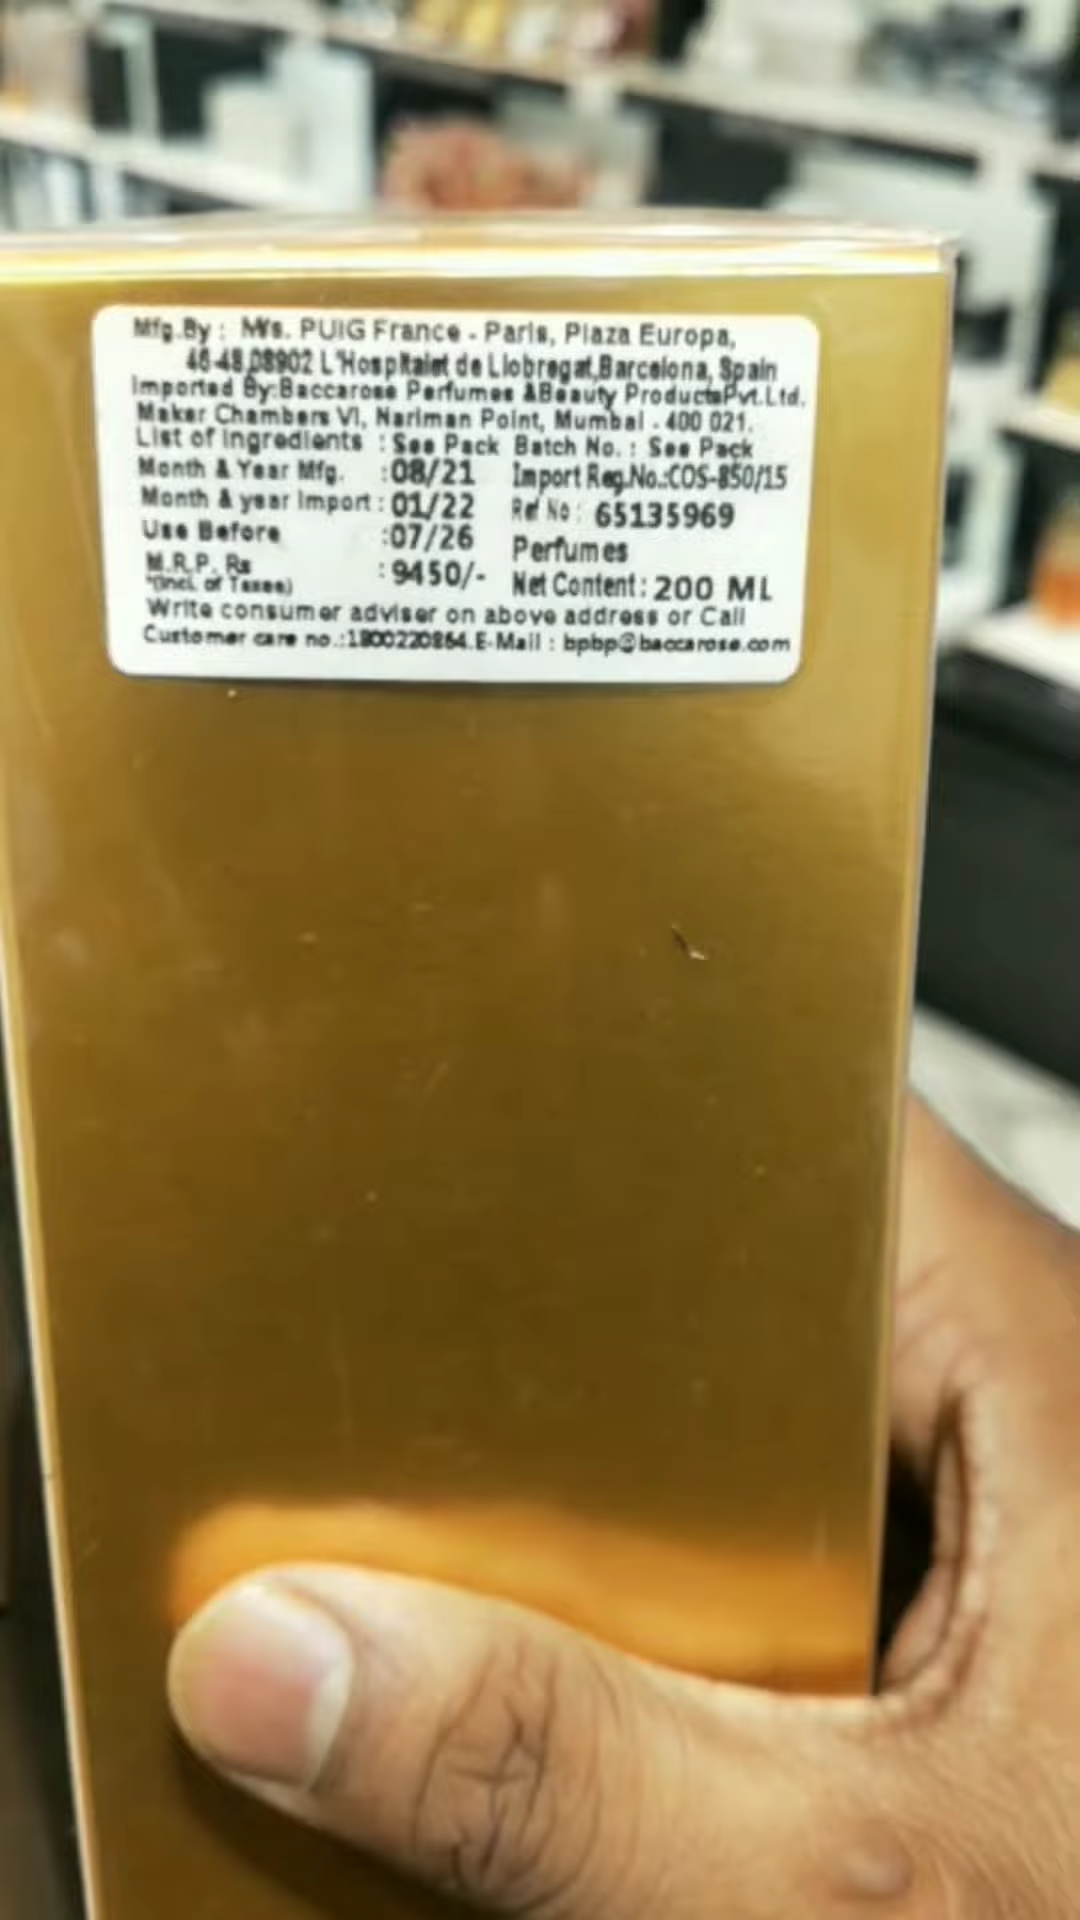 Mfg.By : M/s. PUIG France - Paris, Plaza Europa,
46-48,08902 L'Hospitalet de Llobregat,Barcelona, Spain
Imported By:Baccarose Perfumes &Beauty ProductsPvt.Ltd.
Maker Chambers VI, Nariman Point, Mumbai - 400 021.
List of ingredients : See Pack Batch No. : See Pack
Month & Year Mfg. :08/21 Import Reg.No.:COS-850/15
Month & year Import : 01/22 Ref No : 65135969
Use Before :07/26 Perfumes
M.R.P. Rs : 9450/- Net Content: 200 ML
*(Incl. of Taxes)
Write consumer adviser on above address or Call
Customer care no.:1800220864.E-Mail : bpbp@baccarose.com